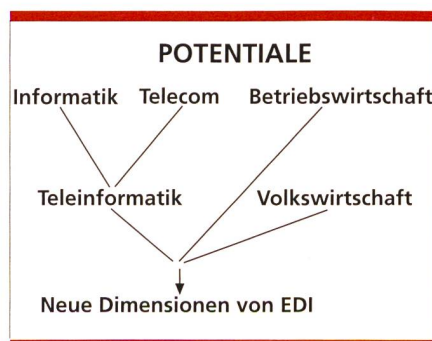 POTENTIALE
Informatik Telecom Betriebswirtschaft
Teleinformatik Volkswirtschaft
Neue Dimensionen von EDI